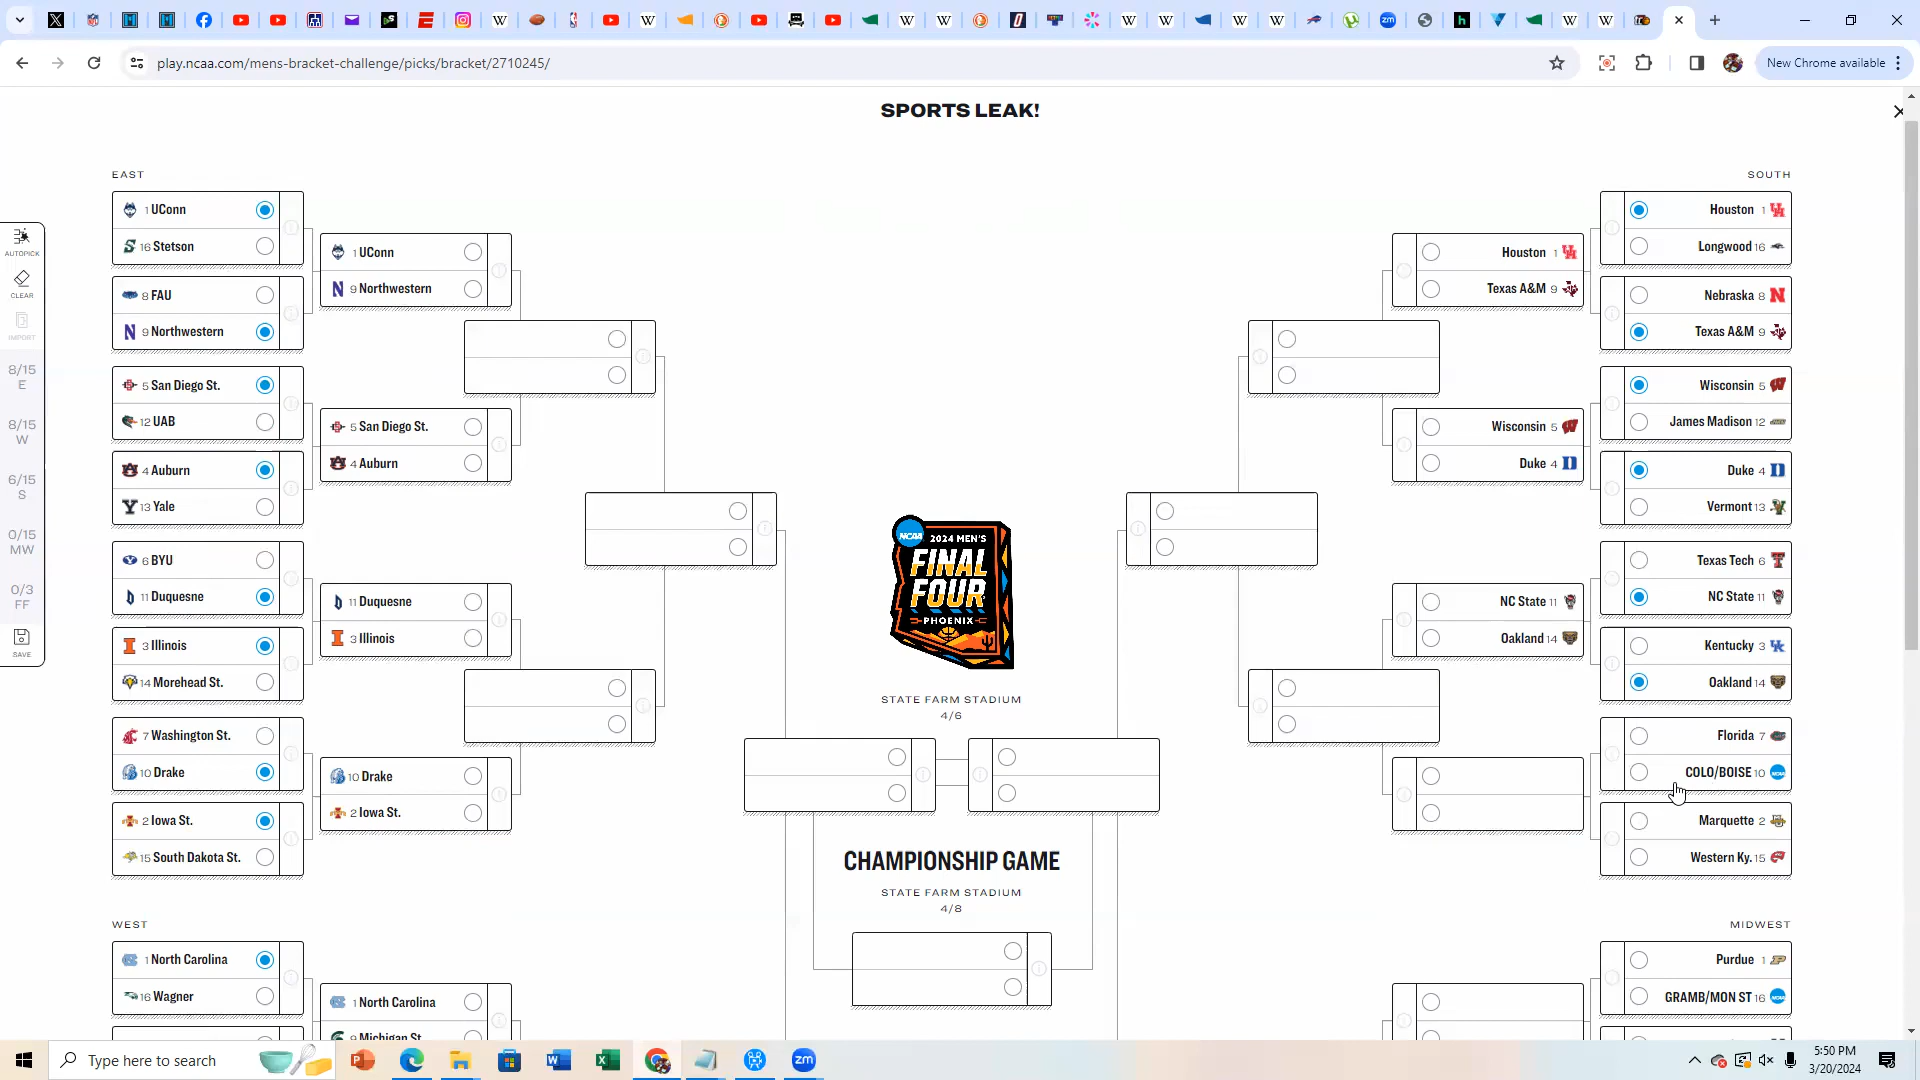 play.ncaa.com/mens-bracket-challenge/picks/bracket/2710245/
New Chrome available
SPORTS LEAK!
AUTOPICK
CLEAR
IMPORT
8/15
E
8/15
W
6/15
S
0/15
MW
0/3
FF
SAVE
EAST
1 UConn
16 Stetson
8 FAU
9 Northwestern
5 San Diego St.
12 UAB
4 Auburn
13 Yale
6 BYU
11 Duquesne
3 Illinois
14 Morehead St.
7 Washington St.
10 Drake
2 Iowa St.
15 South Dakota St.
1 UConn
9 Northwestern
5 San Diego St.
4 Auburn
11 Duquesne
3 Illinois
10 Drake
2 Iowa St.
WEST
1 North Carolina
16 Wagner
1 North Carolina
9 Michigan St.
NCAA
2024 MEN'S
FINAL
FOUR
PHOENIX
STATE FARM STADIUM
4/6
CHAMPIONSHIP GAME
STATE FARM STADIUM
4/8
SOUTH
Houston 1
Texas A&M 9
Wisconsin 5
Duke 4
NC State 11
Oakland 14
Houston 1
Longwood 16
Nebraska 8
Texas A&M 9
Wisconsin 5
James Madison 12
Duke 4
Vermont 13
Texas Tech 6
NC State 11
Kentucky 3
Oakland 14
Florida 7
COLO/BOISE 10
Marquette 2
Western Ky. 15
MIDWEST
Purdue 1
GRAMB/MON ST 16
Type here to search
5:50 PM
3/20/2024